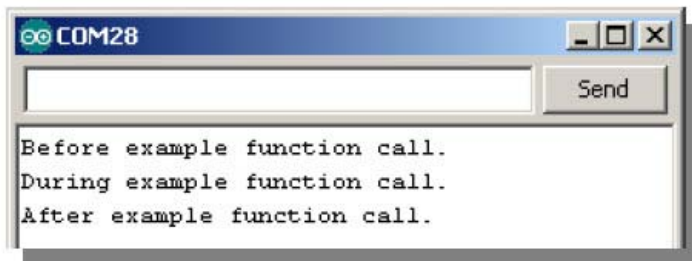 COM28
Send
Before example function call.
During example function call.
After example function call.